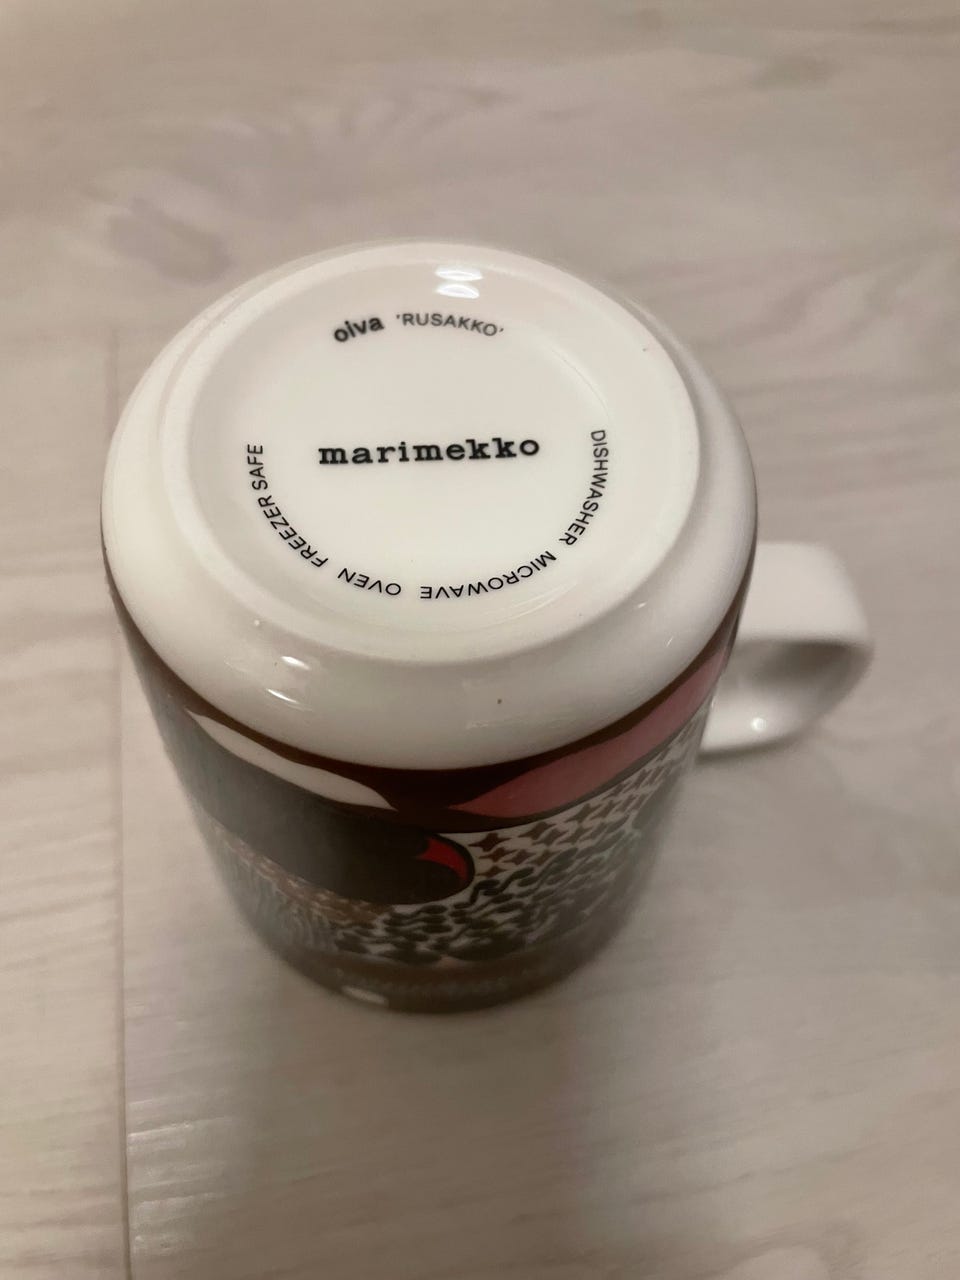 oiva 'RUSAKKO'
marimekko
DISHWASHER MICROWAVE OVEN FREEZER SAFE